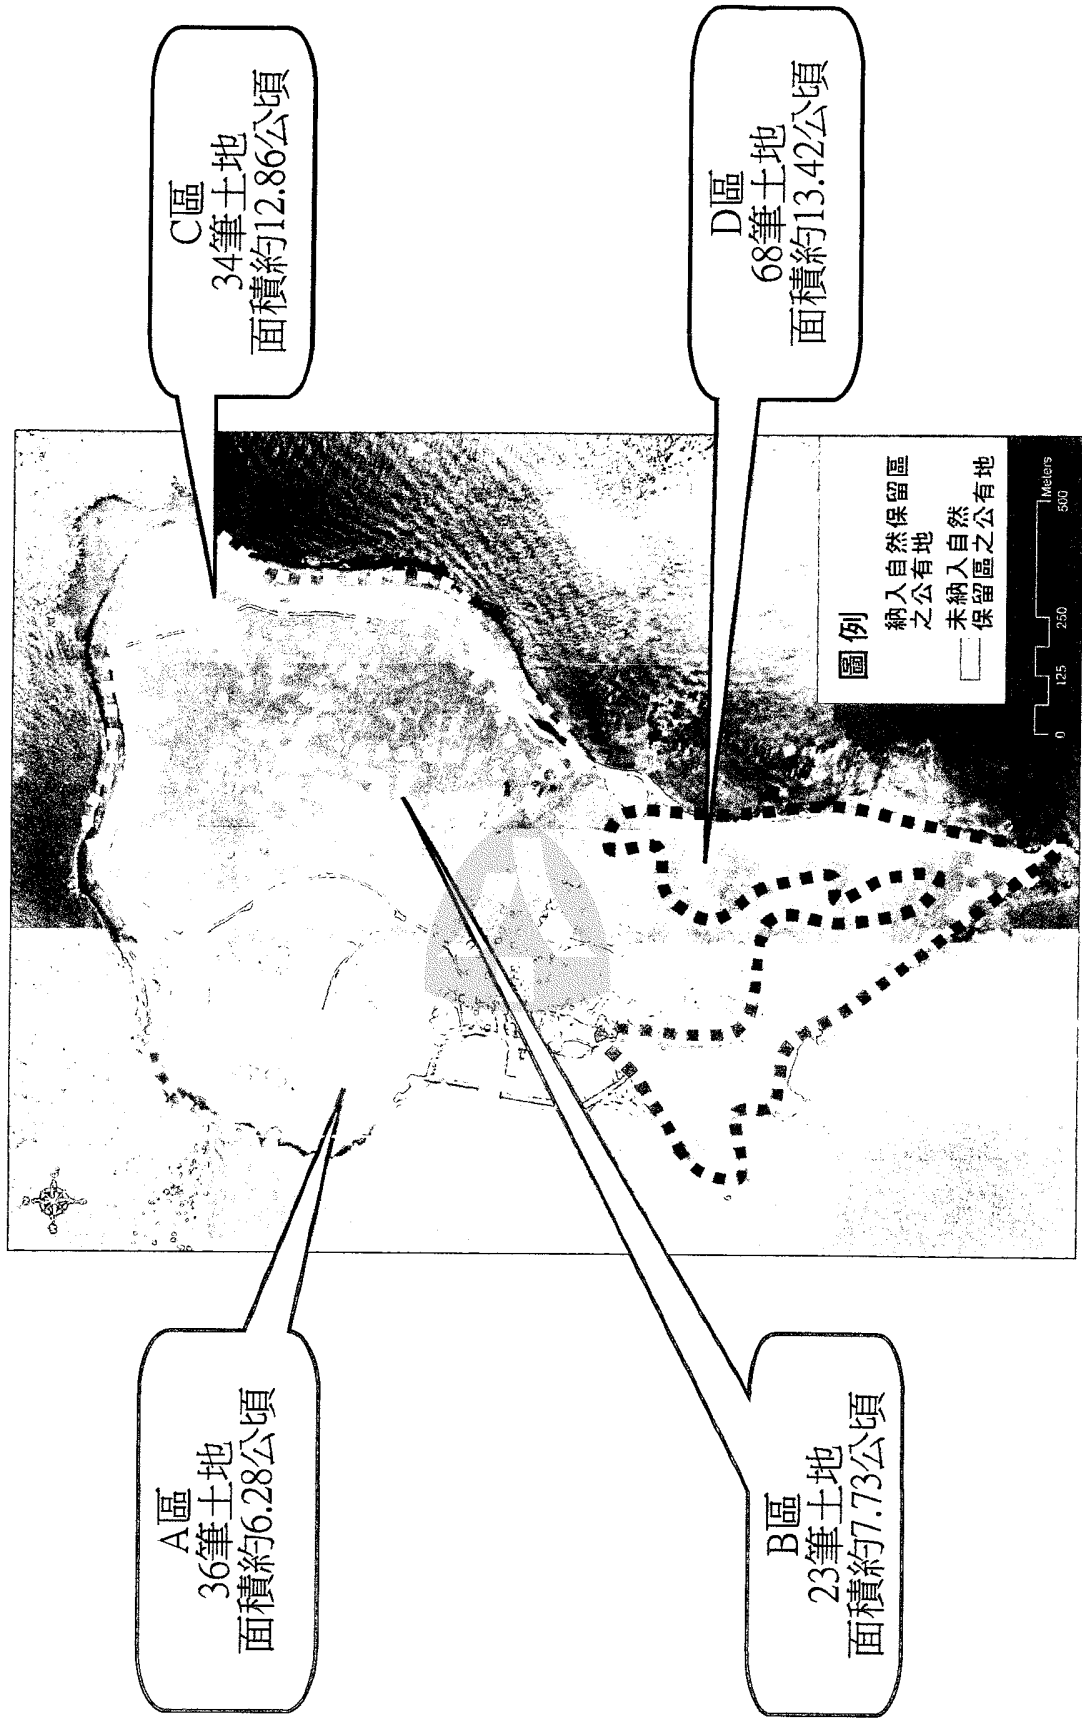 A區
36筆土地
面積約6.28公頃
C區
34筆土地
面積約12.86公頃
B區
23筆土地
面積約7.73公頃
D區
68筆土地
面積約13.42公頃
圖例
納入自然保留區
之公有地
未納入自然
保留區之公有地
0 125 250 500
Meters